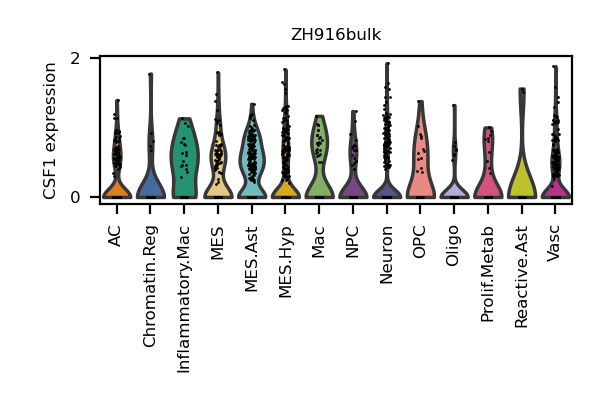 ZH916bulk
CSF1 expression
2
0
AC
Chromatin.Reg
Inflammatory.Mac
MES
MES.Ast
MES.Hyp
Mac
NPC
Neuron
OPC
Oligo
Prolif.Metab
Reactive.Ast
Vasc